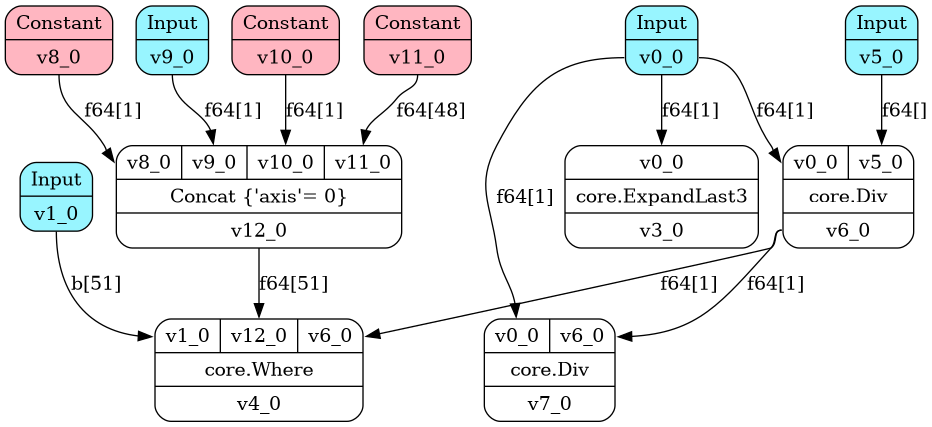 Constant
v8_0
Input
v9_0
Constant
v10_0
Constant
v11_0
Input
v0_0
Input
v5_0
f64[1]
f64[1]
f64[1]
f64[48]
f64[1]
f64[1]
f64[]
Input
v1_0
v8_0 v9_0 v10_0 v11_0
Concat {'axis'= 0}
v12_0
v0_0
core.ExpandLast3
v3_0
v0_0 v5_0
core.Div
v6_0
f64[1]
b[51]
f64[51]
f64[1]
f64[1]
v1_0 v12_0 v6_0
core.Where
v4_0
v0_0 v6_0
core.Div
v7_0